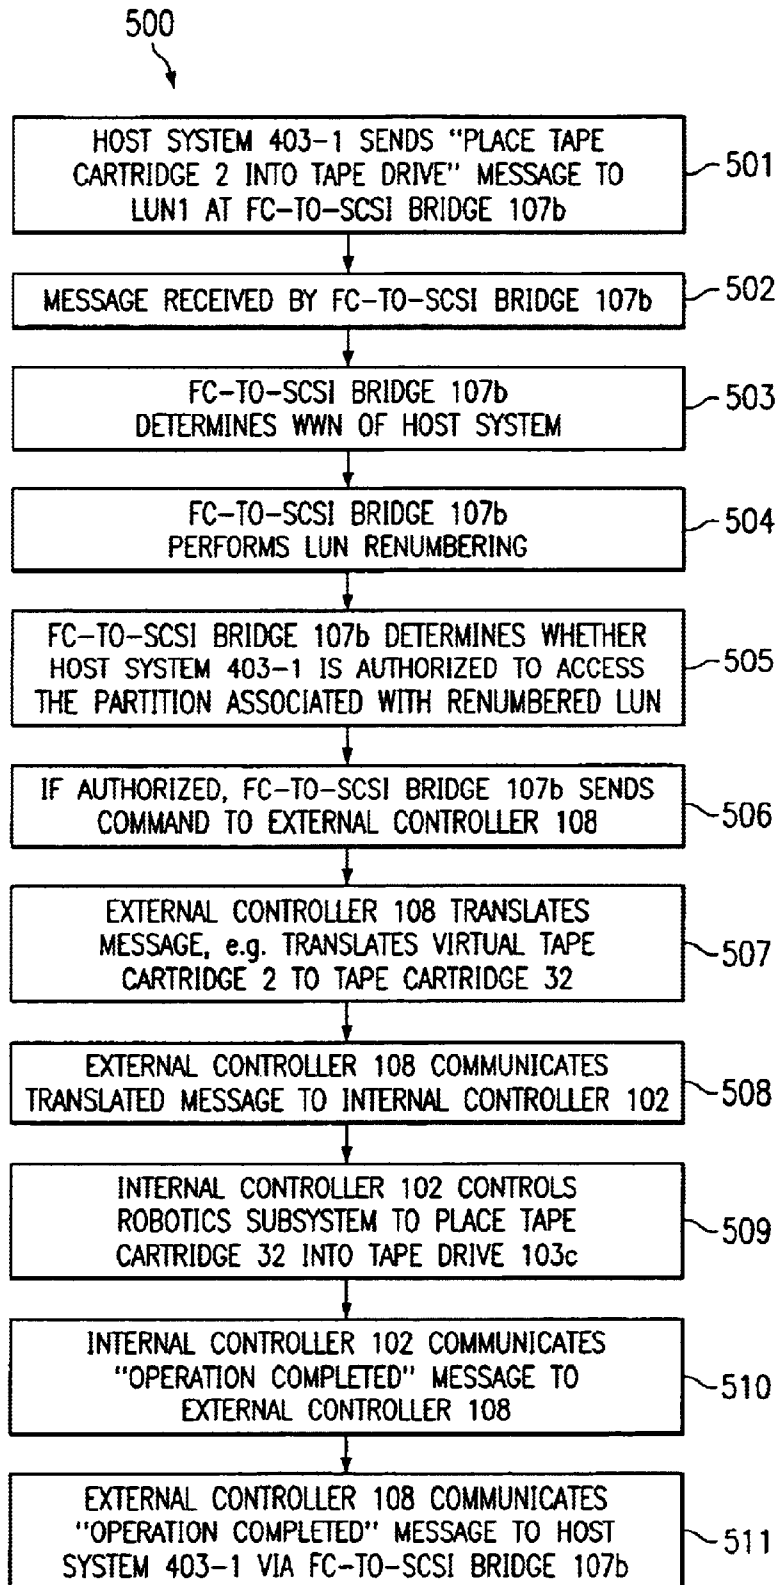 500
HOST SYSTEM 403-1 SENDS "PLACE TAPE
CARTRIDGE 2 INTO TAPE DRIVE" MESSAGE TO
LUN1 AT FC-TO-SCSI BRIDGE 107b
501
MESSAGE RECEIVED BY FC-TO-SCSI BRIDGE 107b
502
FC-TO-SCSI BRIDGE 107b
DETERMINES WWN OF HOST SYSTEM
503
FC-TO-SCSI BRIDGE 107b
PERFORMS LUN RENUMBERING
504
FC-TO-SCSI BRIDGE 107b DETERMINES WHETHER
HOST SYSTEM 403-1 IS AUTHORIZED TO ACCESS
THE PARTITION ASSOCIATED WITH RENUMBERED LUN
505
IF AUTHORIZED, FC-TO-SCSI BRIDGE 107b SENDS
COMMAND TO EXTERNAL CONTROLLER 108
506
EXTERNAL CONTROLLER 108 TRANSLATES
MESSAGE, e.g. TRANSLATES VIRTUAL TAPE
CARTRIDGE 2 TO TAPE CARTRIDGE 32
507
EXTERNAL CONTROLLER 108 COMMUNICATES
TRANSLATED MESSAGE TO INTERNAL CONTROLLER 102
508
INTERNAL CONTROLLER 102 CONTROLS
ROBOTICS SUBSYSTEM TO PLACE TAPE
CARTRIDGE 32 INTO TAPE DRIVE 103c
509
INTERNAL CONTROLLER 102 COMMUNICATES
"OPERATION COMPLETED" MESSAGE TO
EXTERNAL CONTROLLER 108
510
EXTERNAL CONTROLLER 108 COMMUNICATES
"OPERATION COMPLETED" MESSAGE TO HOST
SYSTEM 403-1 VIA FC-TO-SCSI BRIDGE 107b
511